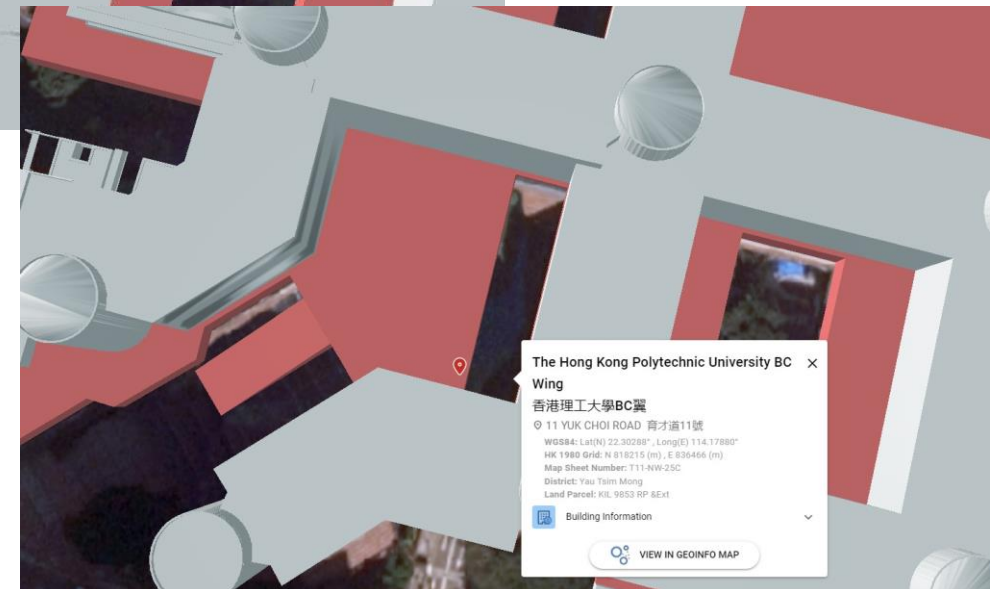 The Hong Kong Polytechnic University BC
Wing
香港理工大學BC翼
11 YUK CHOI ROAD 育才道11號
WGS84: Lat(N) 22.30288° , Long(E) 114.17880°
HK 1980 Grid: N 818215 (m) , E 836466 (m)
Map Sheet Number: T11-NW-25C
District: Yau Tsim Mong
Land Parcel: KIL 9853 RP &Ext
Building Information
VIEW IN GEOINFO MAP